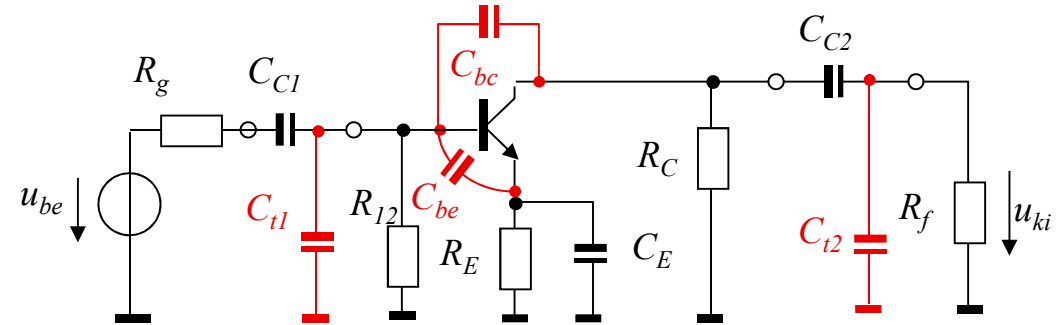 R_g
C_C1
C_bc
C_C2
u_be
C_t1
R_12
C_be
R_E
C_E
R_C
C_t2
R_f
u_ki